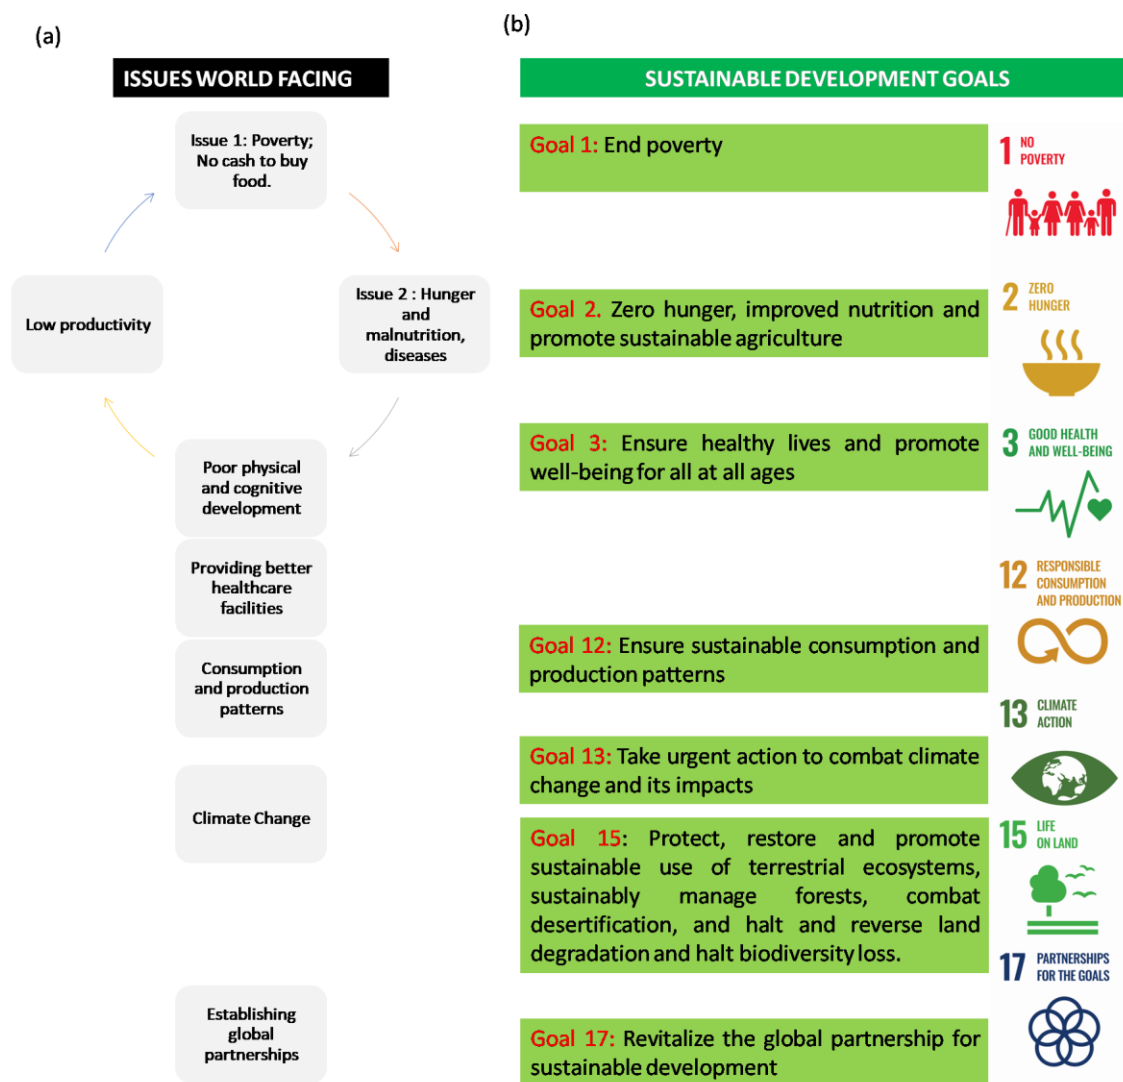 (a)
ISSUES WORLD FACING
Issue 1: Poverty;
No cash to buy
food.
Low productivity
Issue 2 : Hunger
and
malnutrition,
diseases
Poor physical
and cognitive
development
Providing better
healthcare
facilities
Consumption
and production
patterns
Climate Change
Establishing
global
partnerships
(b)
SUSTAINABLE DEVELOPMENT GOALS
Goal 1: End poverty
Goal 2. Zero hunger, improved nutrition and
promote sustainable agriculture
Goal 3: Ensure healthy lives and promote
well-being for all at all ages
Goal 12: Ensure sustainable consumption and
production patterns
Goal 13: Take urgent action to combat climate
change and its impacts
Goal 15: Protect, restore and promote
sustainable use of terrestrial ecosystems,
sustainably manage forests, combat
desertification, and halt and reverse land
degradation and halt biodiversity loss.
Goal 17: Revitalize the global partnership for
sustainable development
1 NO
POVERTY
2 ZERO
HUNGER
3 GOOD HEALTH
AND WELL-BEING
12 RESPONSIBLE
CONSUMPTION
AND PRODUCTION
13 CLIMATE
ACTION
15 LIFE
ON LAND
17 PARTNERSHIPS
FOR THE GOALS